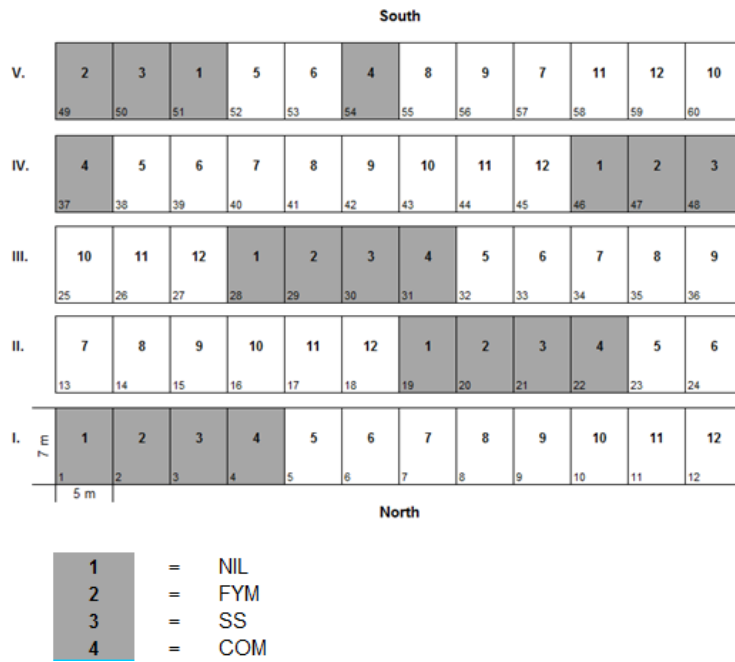 South
V. 2 3 1 5 6 4 8 9 7 11 12 10
49 50 51 52 53 54 55 56 57 58 59 60
IV. 4 5 6 7 8 9 10 11 12 1 2 3
37 38 39 40 41 42 43 44 45 46 47 48
III. 10 11 12 1 2 3 4 5 6 7 8 9
25 26 27 28 29 30 31 32 33 34 35 36
II. 7 8 9 10 11 12 1 2 3 4 5 6
13 14 15 16 17 18 19 20 21 22 23 24
I. 7 m 1 2 3 4 5 6 7 8 9 10 11 12
1 2 3 4 5 6 7 8 9 10 11 12
5 m
North
1 = NIL
2 = FYM
3 = SS
4 = COM